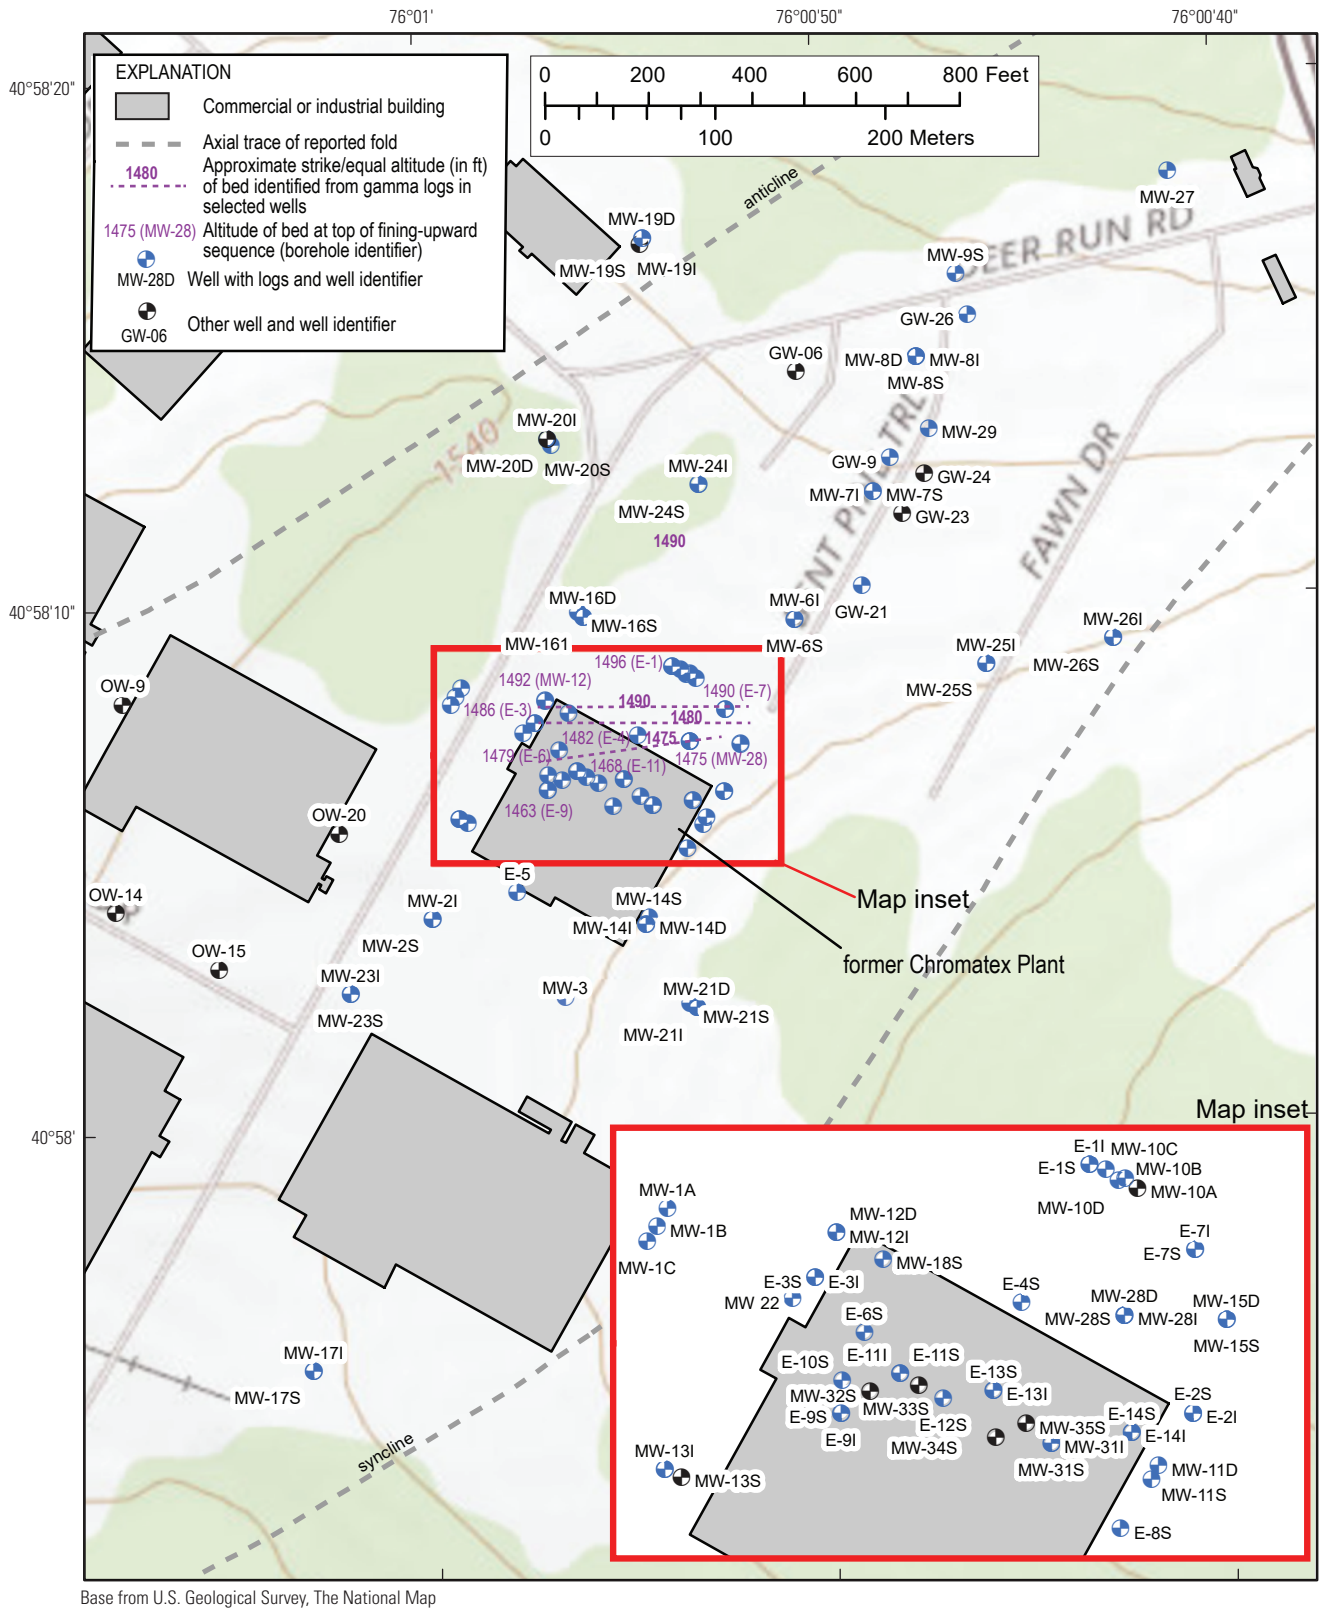 76°01'
76°00'50"
76°00'40"
40°58'20"
40°58'10"
40°58'
EXPLANATION
Commercial or industrial building
Axial trace of reported fold
1480
Approximate strike/equal altitude (in ft)
of bed identified from gamma logs in
selected wells
1475 (MW-28)
Altitude of bed at top of fining-upward
sequence (borehole identifier)
MW-28D
Well with logs and well identifier
GW-06
Other well and well identifier
0 200 400 600 800 Feet
0 100 200 Meters
anticline
MW-27
MW-19D
MW-19S
MW-19I
DEER RUN RD
MW-9S
GW-26
GW-06
MW-8D
MW-8I
MW-8S
MW-20I
1540
MW-20D
MW-20S
MW-29
GW-9
GW-24
MW-24I
MW-7I
MW-7S
MW-24S
GW-23
FAWN DR
1490
MW-16D
MW-16S
MW-161
MW-6I
MW-6S
GW-21
MW-26I
MW-25I
MW-26S
MW-25S
OW-9
1496 (E-1)
1492 (MW-12)
1490 (E-7)
1490
1486 (E-3)
1480
1482 (E-4)
1475
1479 (E-6)
1475 (MW-28)
1468 (E-11)
1463 (E-9)
OW-20
E-5
OW-14
MW-2I
MW-14S
MW-14I
MW-14D
Map inset
MW-2S
OW-15
former Chromatex Plant
MW-23I
MW-3
MW-21D
MW-23S
MW-21S
MW-21I
Map inset
E-1I
MW-10C
E-1S
MW-10B
MW-10A
MW-10D
MW-1A
MW-1B
MW-1C
MW-12D
MW-12I
E-7I
E-7S
MW-18S
E-3S
E-3I
MW 22
E-4S
MW-28D
MW-15D
MW-28S
MW-28I
E-6S
MW-15S
E-10S
E-11I
E-11S
E-13S
MW-32S
E-13I
E-2S
MW-33S
E-9S
E-12S
E-14S
E-2I
E-9I
MW-34S
MW-35S
E-14I
MW-31I
MW-31S
MW-13I
MW-13S
MW-11D
MW-11S
E-8S
MW-17I
MW-17S
syncline
Base from U.S. Geological Survey, The National Map